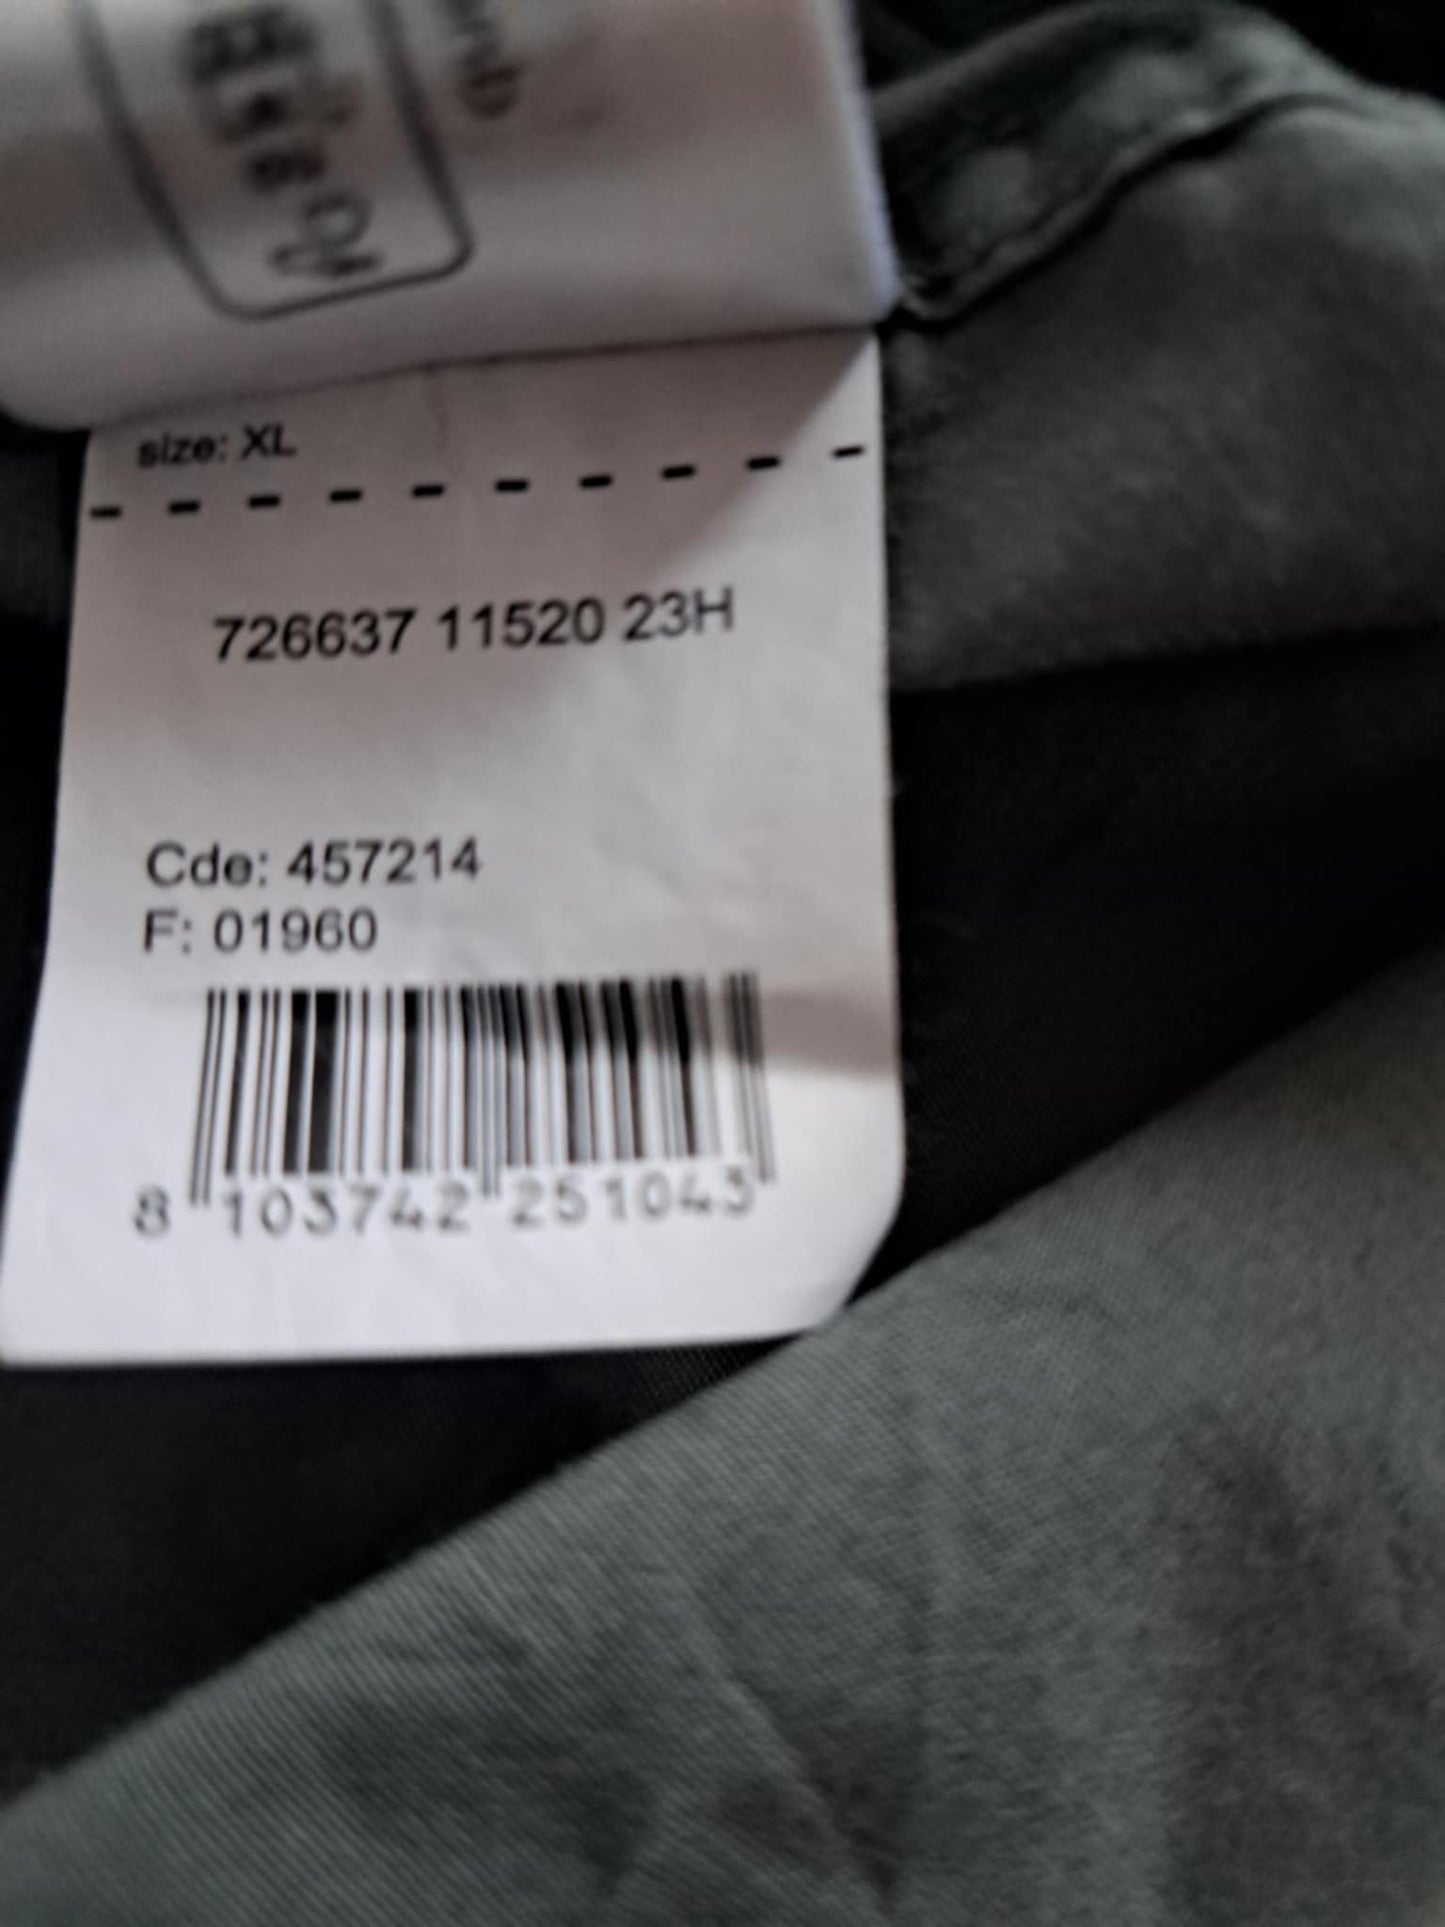 size: XL
726637 11520 23H
Cde: 457214
F: 01960
8 103742 251043